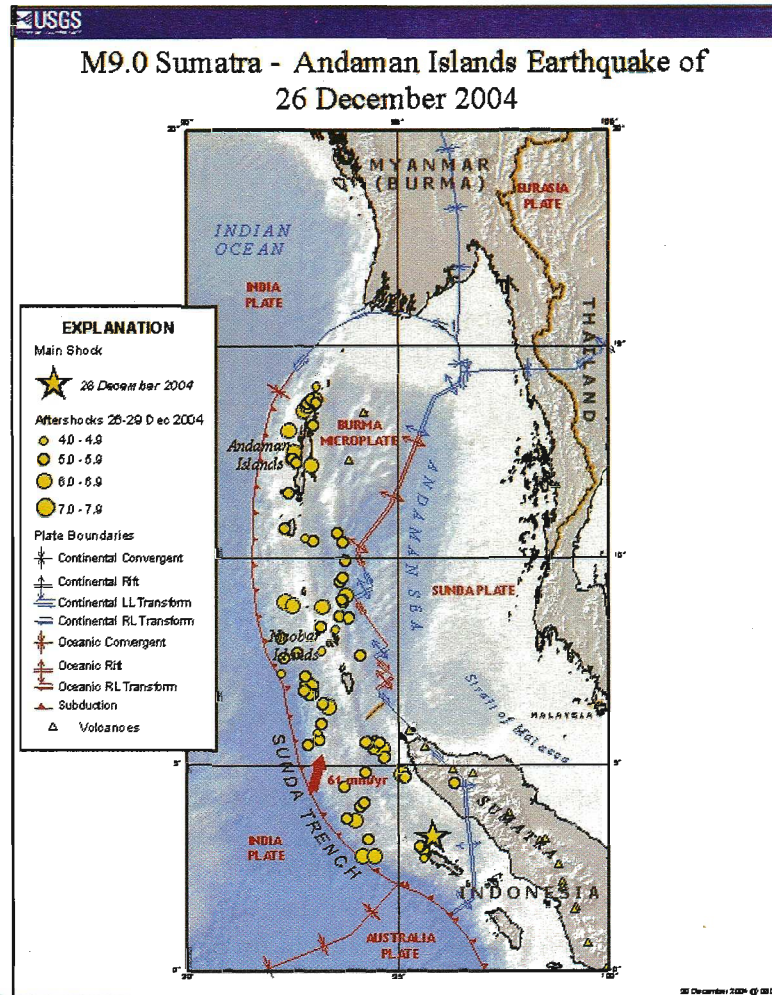 USGS
M9.0 Sumatra - Andaman Islands Earthquake of
26 December 2004
MYANMAR
(BURMA)
EURASIA
PLATE
INDIAN
OCEAN
INDIA
PLATE
THAILAND
EXPLANATION
Main Shock
26 December 2004
Aftershocks 26-29 Dec 2004
4.0 - 4.9
5.0 - 5.9
6.0 - 6.9
7.0 - 7.9
Plate Boundaries
Continental Convergent
Continental Rift
Continental LL Transform
Continental RL Transform
Oceanic Convergent
Oceanic Rift
Oceanic RL Transform
Subduction
Volcanoes
BURMA
MICROPLATE
Andaman
Islands
ANDAMAN SEA
SUNDA PLATE
Islands
Strait of Malacca
MALAYSIA
SUNDA TRENCH
61 mm/yr
SUMATRA
INDIA
PLATE
INDONESIA
AUSTRALIA
PLATE